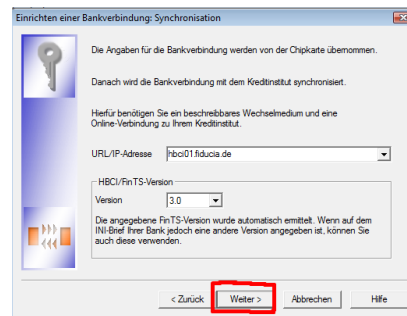 Einrichten einer Bankverbindung: Synchronisation
Die Angaben für die Bankverbindung werden von der Chipkarte übernommen.
Danach wird die Bankverbindung mit dem Kreditinstitut synchronisiert.
Hierfür benötigen Sie ein beschreibbares Wechselmedium und eine
Online-Verbindung zu Ihrem Kreditinstitut.
URL/IP-Adresse hbci01.fiducia.de
HBCI/FinTS-Version
Version 3.0
Die angegebene FinTS-Version wurde automatisch ermittelt. Wenn auf dem
INI-Brief Ihrer Bank jedoch eine andere Version angegeben ist, können Sie
auch diese verwenden.
< Zurück Weiter > Abbrechen Hilfe